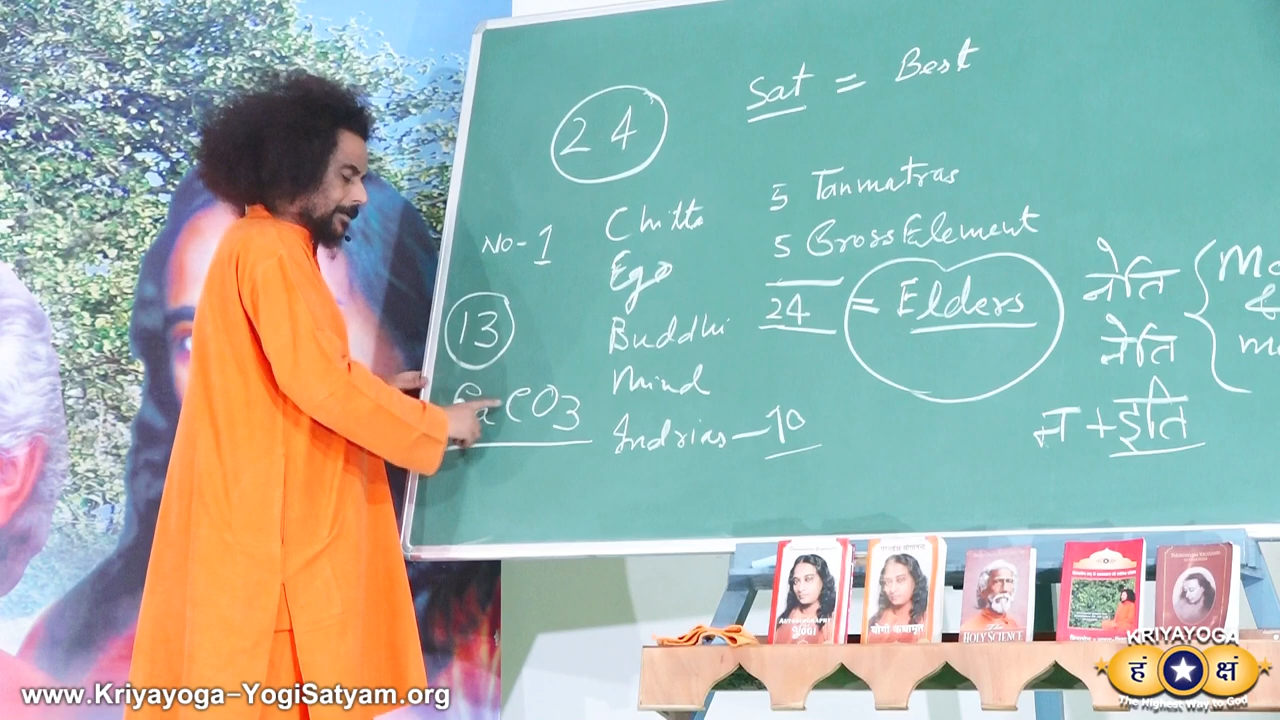 24
Sat = Best
No-1
13
CaCO3
Chitta
Ego
Buddhi
Mind
Indrias - 10
5 Tanmatras
5 Gross Element
24 = Elders
नेति
नेति
न + इति
AUTOBIOGRAPHY
YOGI
योगी कथामृत
The
HOLY SCIENCE
www.Kriyayoga-YogiSatyam.org
KRIYAYOGA
हं क्षं
The Highest Way to God